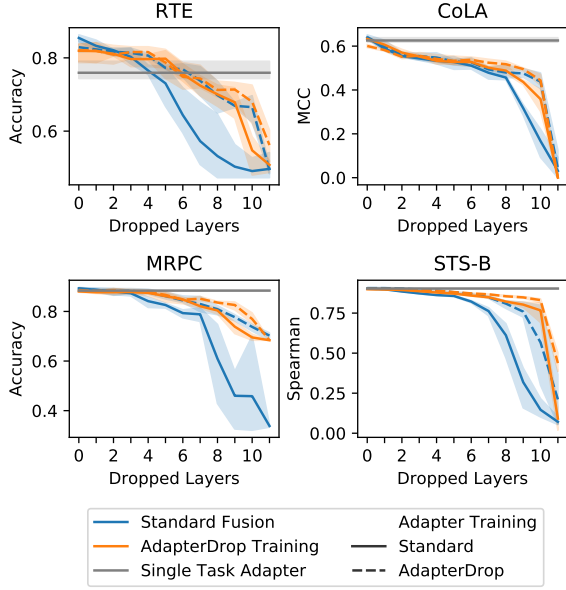 RTE
CoLA
Accuracy
0.8
0.6
0 2 4 6 8 10
Dropped Layers
MCC
0.6
0.4
0.2
0.0
0 2 4 6 8 10
Dropped Layers
MRPC
STS-B
Accuracy
0.8
0.6
0.4
0 2 4 6 8 10
Dropped Layers
Spearman
0.75
0.50
0.25
0.00
0 2 4 6 8 10
Dropped Layers
Standard Fusion
AdapterDrop Training
Single Task Adapter
Adapter Training
Standard
AdapterDrop